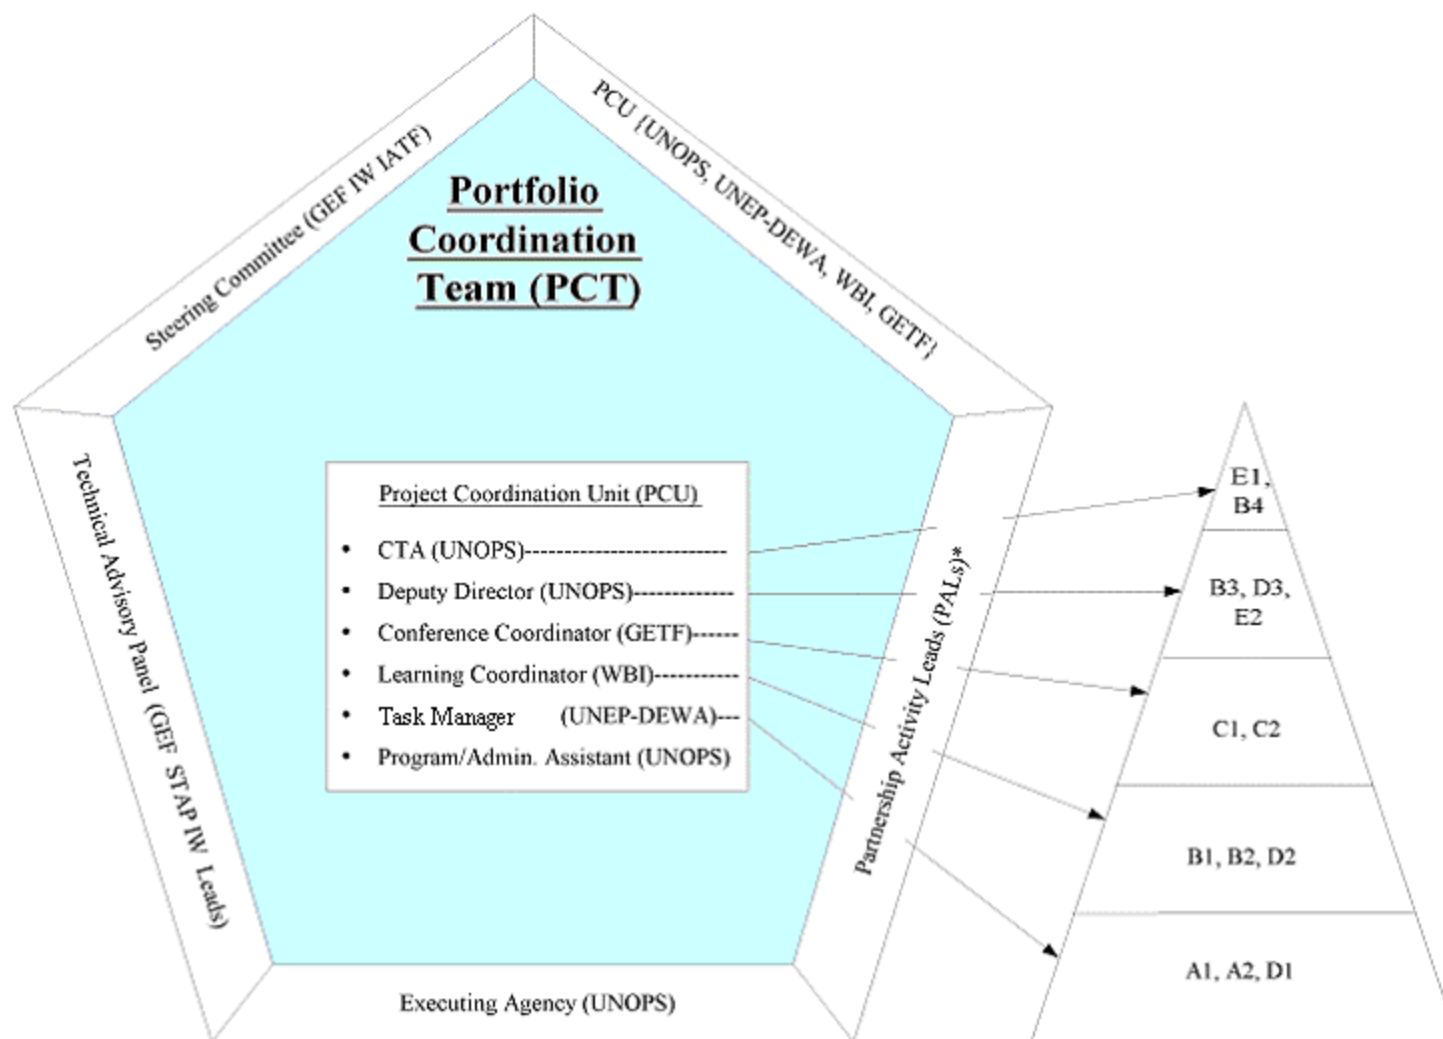 Steering Committee (GEF IW IATF)
PCU {UNOPS, UNEP-DEWA, WBI, GETF}
Portfolio
Coordination
Team (PCT)
Technical Advisory Panel (GEF STAP IW Leads)
Project Coordination Unit (PCU)
• CTA (UNOPS)--------------------------
• Deputy Director (UNOPS)-------------
• Conference Coordinator (GETF)------
• Learning Coordinator (WBI)-----------
• Task Manager (UNEP-DEWA)---
• Program/Admin. Assistant (UNOPS)
Partnership Activity Leads (PALs)*
Executing Agency (UNOPS)
E1,
B4
B3, D3,
E2
C1, C2
B1, B2, D2
A1, A2, D1